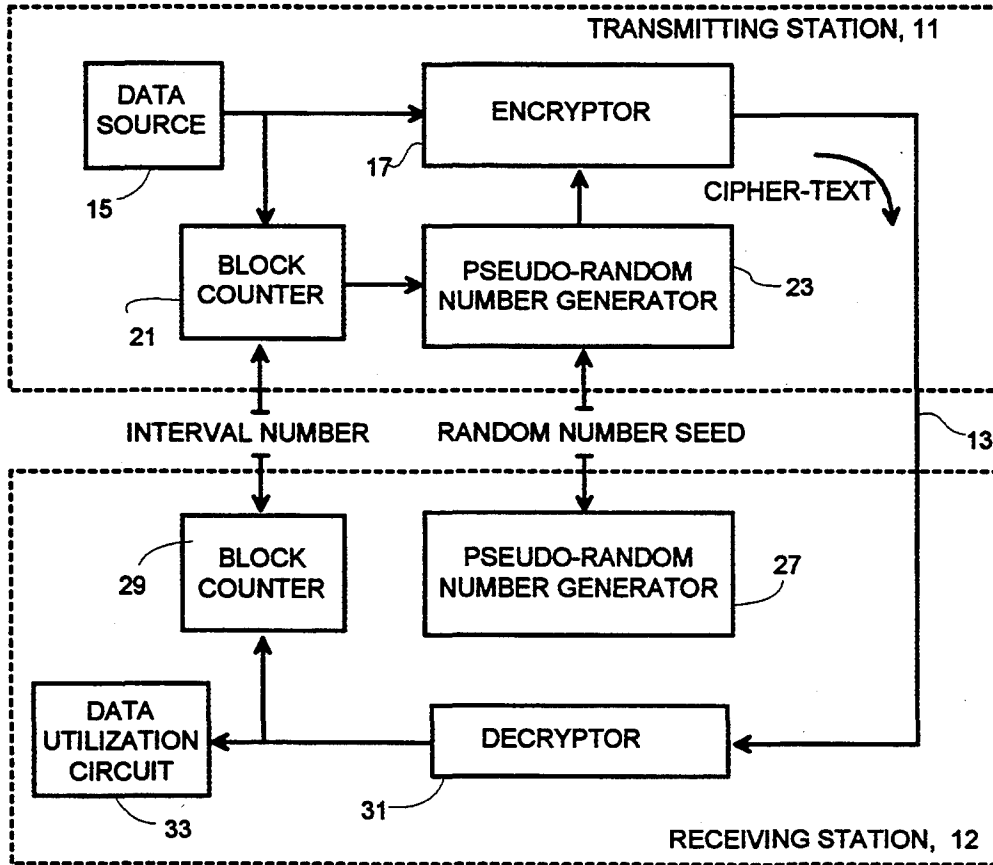 TRANSMITTING STATION, 11
DATA
SOURCE
15
ENCRYPTOR
17
CIPHER-TEXT
BLOCK
COUNTER
21
PSEUDO-RANDOM
NUMBER GENERATOR
23
INTERVAL NUMBER
RANDOM NUMBER SEED
13
BLOCK
COUNTER
29
PSEUDO-RANDOM
NUMBER GENERATOR
27
DATA
UTILIZATION
CIRCUIT
33
DECRYPTOR
31
RECEIVING STATION, 12